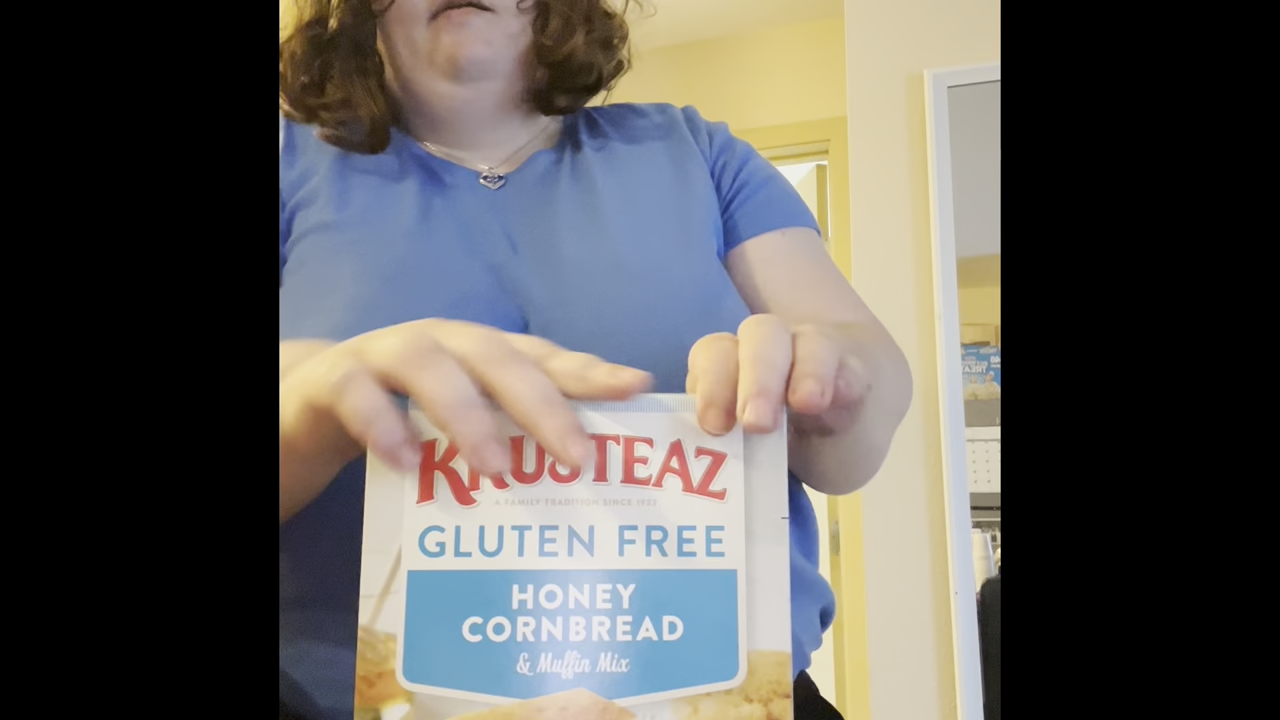 KRUSTEAZ
A FAMILY TRADITION SINCE 1932
GLUTEN FREE
HONEY
CORNBREAD
& Muffin Mix